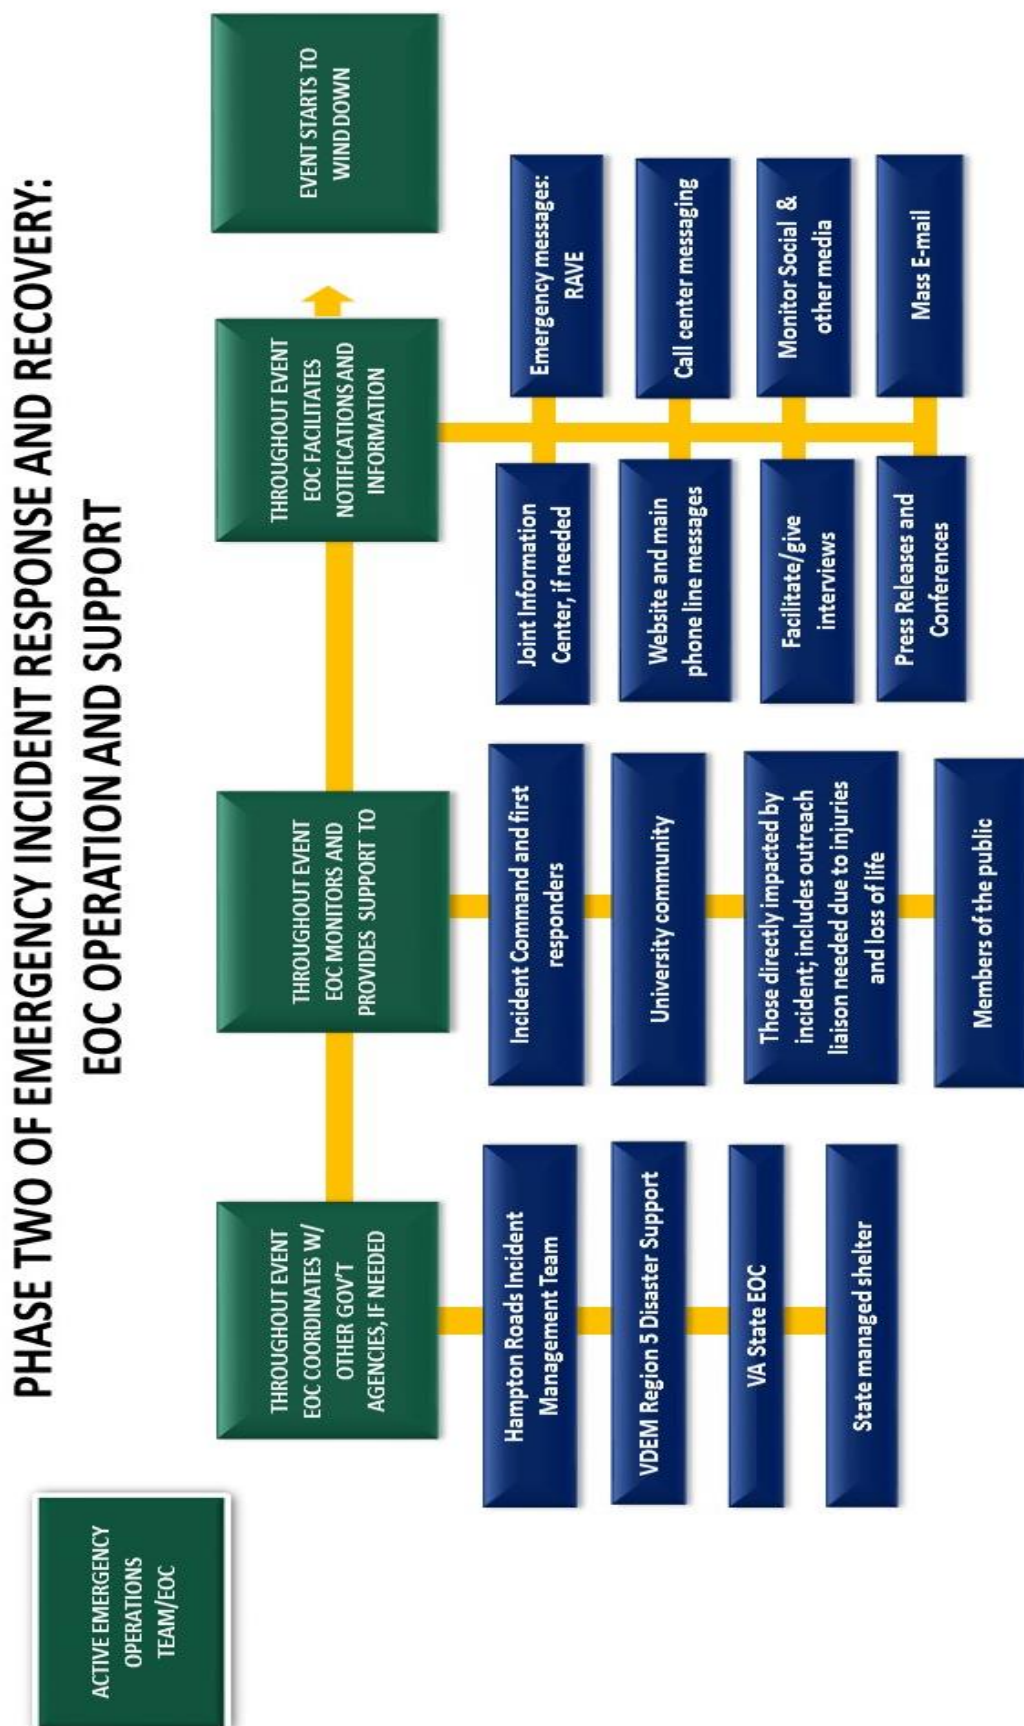 PHASE TWO OF EMERGENCY INCIDENT RESPONSE AND RECOVERY:
EOC OPERATION AND SUPPORT
ACTIVE EMERGENCY
OPERATIONS
TEAM/EOC
THROUGHOUT EVENT
EOC COORDINATES W/
OTHER GOV'T
AGENCIES, IF NEEDED
Hampton Roads Incident
Management Team
VDEM Region 5 Disaster Support
VA State EOC
State managed shelter
THROUGHOUT EVENT
EOC MONITORS AND
PROVIDES SUPPORT TO
Incident Command and first
responders
University community
Those directly impacted by
incident; includes outreach
liaison needed due to injuries
and loss of life
Members of the public
THROUGHOUT EVENT
EOC FACILITATES
NOTIFICATIONS AND
INFORMATION
Joint Information
Center, if needed
Emergency messages:
RAVE
Website and main
phone line messages
Call center messaging
Facilitate/give
interviews
Monitor Social &
other media
Press Releases and
Conferences
Mass E-mail
EVENT STARTS TO
WIND DOWN